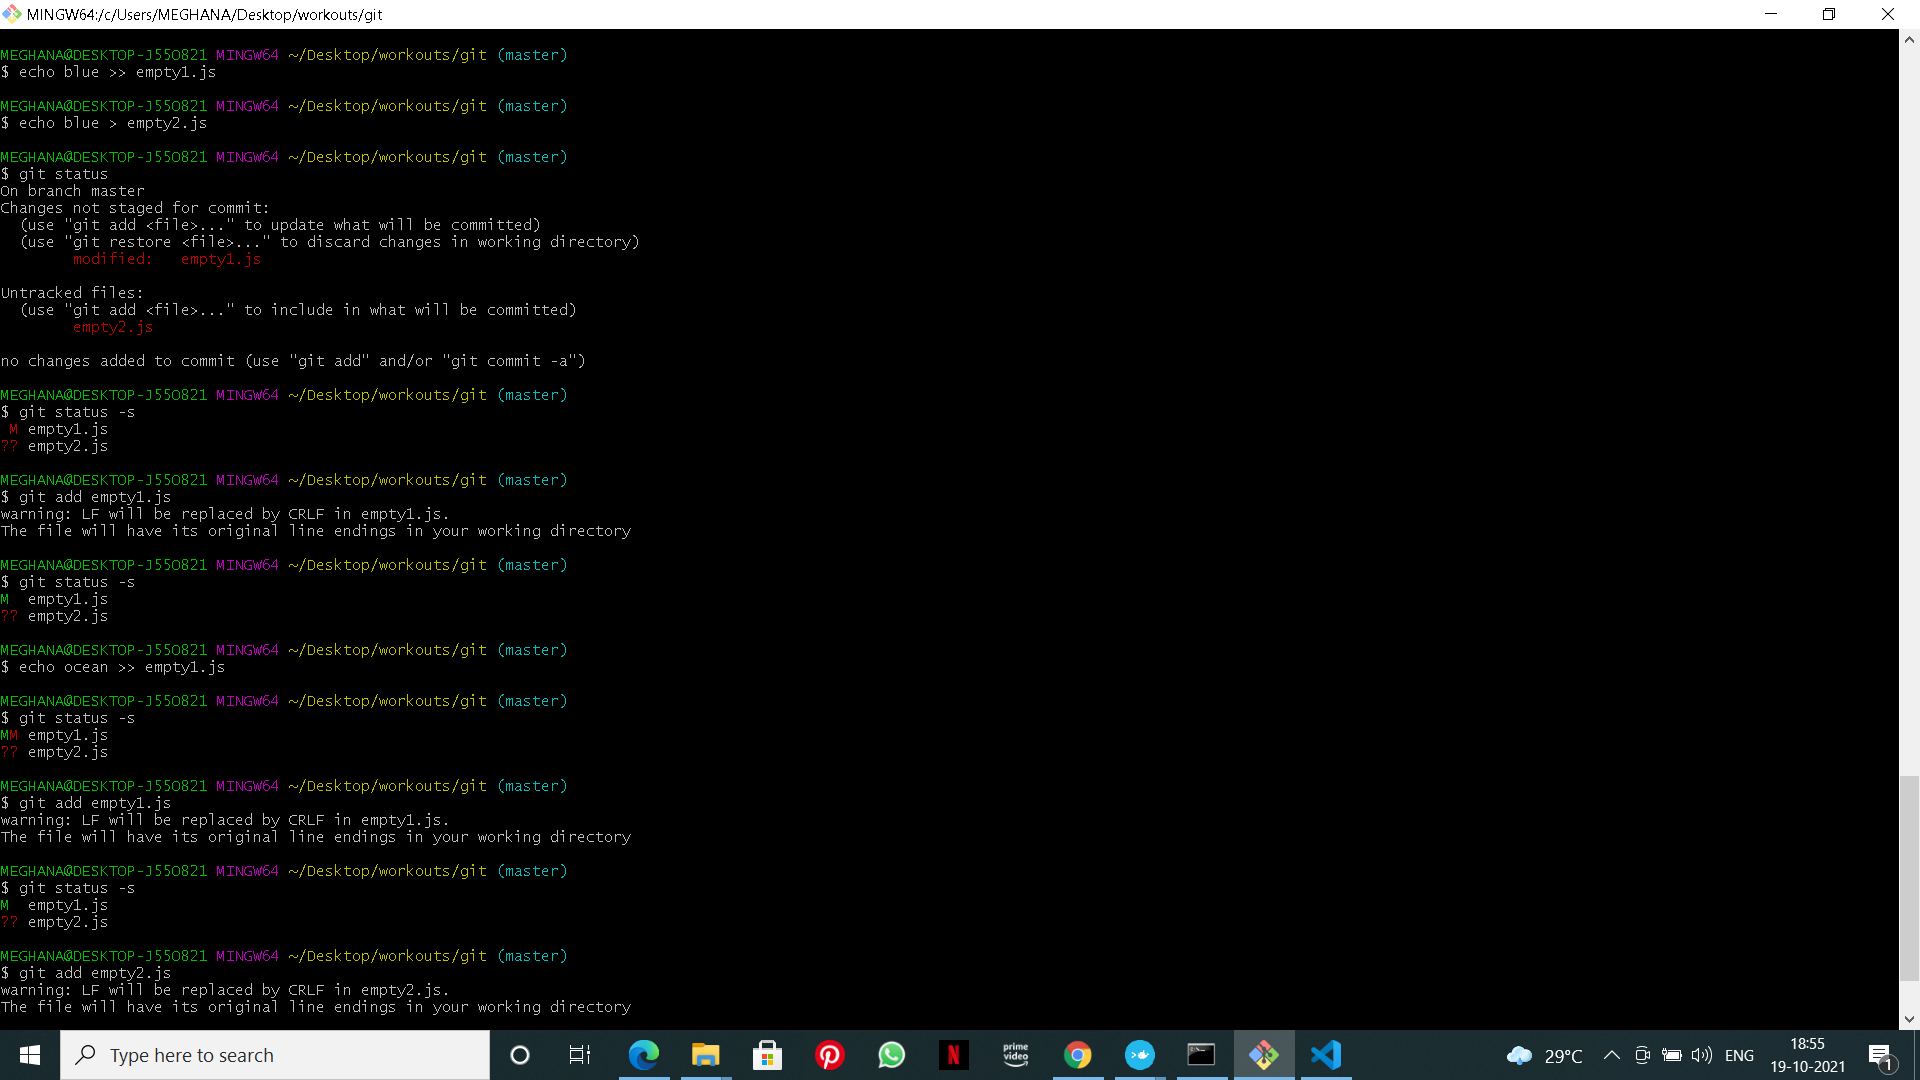 MINGW64:/c/Users/MEGHANA/Desktop/workouts/git
MEGHANA@DESKTOP-J55O821 MINGW64 ~/Desktop/workouts/git (master)
$ echo blue >> empty1.js
MEGHANA@DESKTOP-J55O821 MINGW64 ~/Desktop/workouts/git (master)
$ echo blue > empty2.js
MEGHANA@DESKTOP-J55O821 MINGW64 ~/Desktop/workouts/git (master)
$ git status
On branch master
Changes not staged for commit:
  (use "git add <file>..." to update what will be committed)
  (use "git restore <file>..." to discard changes in working directory)
        modified:   empty1.js
Untracked files:
  (use "git add <file>..." to include in what will be committed)
        empty2.js
no changes added to commit (use "git add" and/or "git commit -a")
MEGHANA@DESKTOP-J55O821 MINGW64 ~/Desktop/workouts/git (master)
$ git status -s
 M empty1.js
?? empty2.js
MEGHANA@DESKTOP-J55O821 MINGW64 ~/Desktop/workouts/git (master)
$ git add empty1.js
warning: LF will be replaced by CRLF in empty1.js.
The file will have its original line endings in your working directory
MEGHANA@DESKTOP-J55O821 MINGW64 ~/Desktop/workouts/git (master)
$ git status -s
M  empty1.js
?? empty2.js
MEGHANA@DESKTOP-J55O821 MINGW64 ~/Desktop/workouts/git (master)
$ echo ocean >> empty1.js
MEGHANA@DESKTOP-J55O821 MINGW64 ~/Desktop/workouts/git (master)
$ git status -s
MM empty1.js
?? empty2.js
MEGHANA@DESKTOP-J55O821 MINGW64 ~/Desktop/workouts/git (master)
$ git add empty1.js
warning: LF will be replaced by CRLF in empty1.js.
The file will have its original line endings in your working directory
MEGHANA@DESKTOP-J55O821 MINGW64 ~/Desktop/workouts/git (master)
$ git status -s
M  empty1.js
?? empty2.js
MEGHANA@DESKTOP-J55O821 MINGW64 ~/Desktop/workouts/git (master)
$ git add empty2.js
warning: LF will be replaced by CRLF in empty2.js.
The file will have its original line endings in your working directory
Type here to search
N
prime video
29°C
ENG
18:55
19-10-2021
1